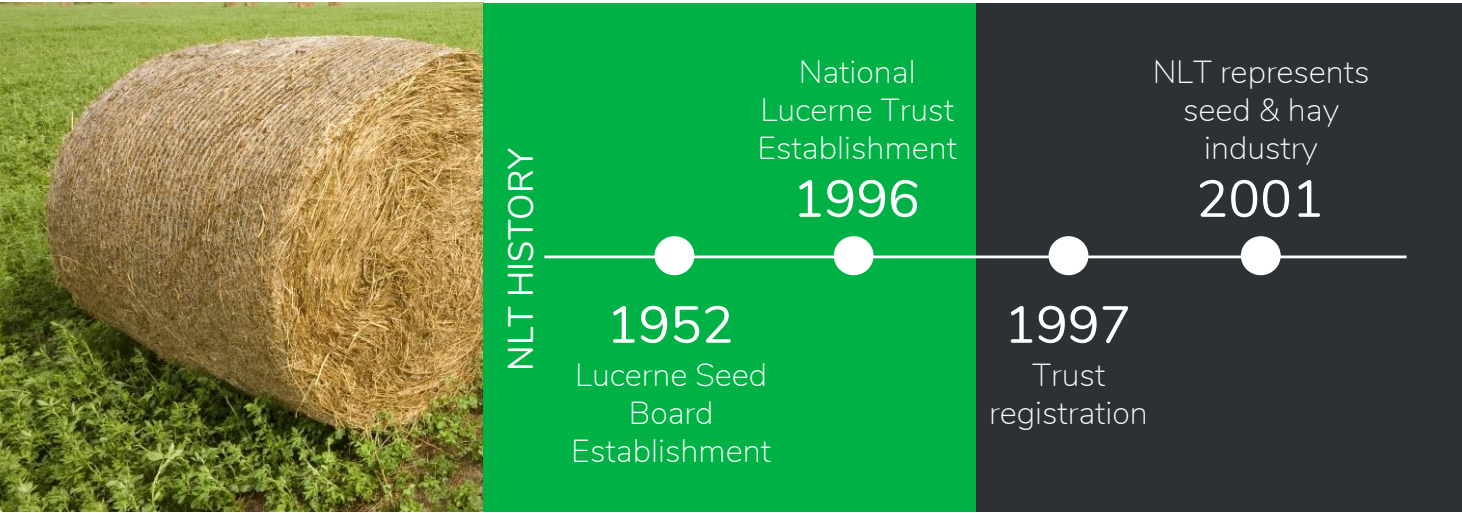 NLT HISTORY
1952
Lucerne Seed
Board
Establishment
National
Lucerne Trust
Establishment
1996
1997
Trust
registration
NLT represents
seed & hay
industry
2001